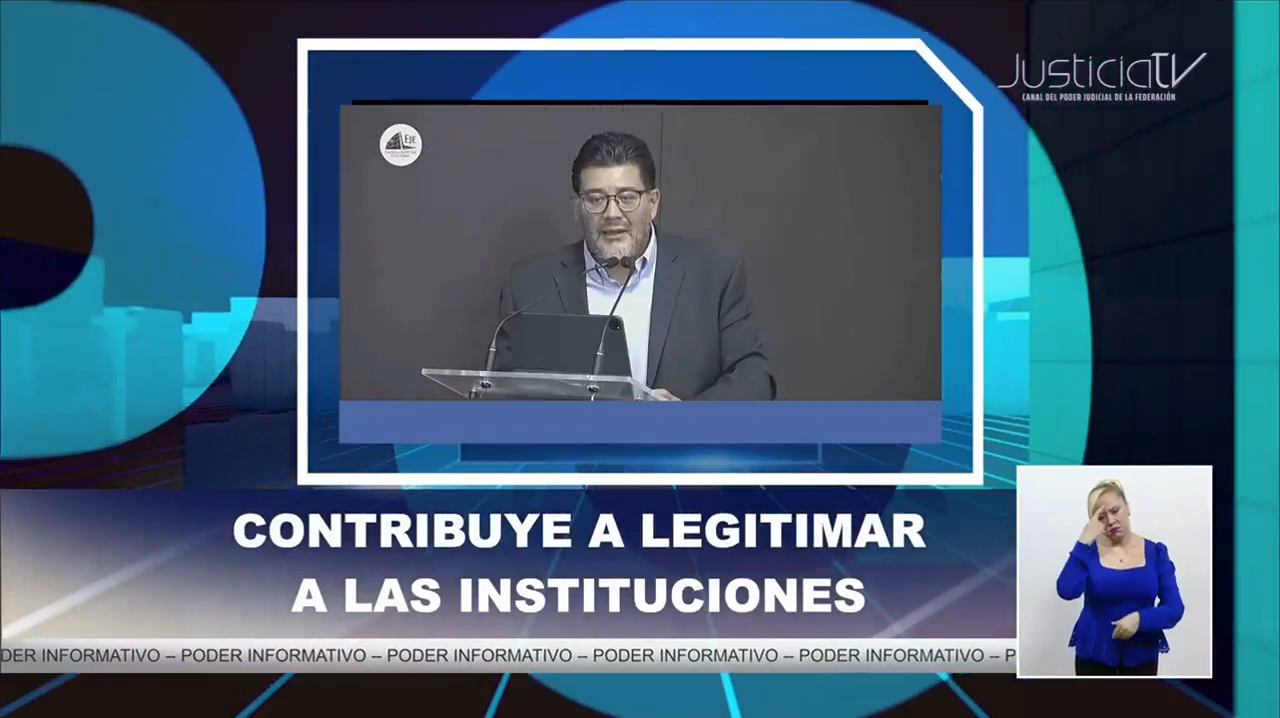 JusticiaTV
CANAL DEL PODER JUDICIAL DE LA FEDERACIÓN
EJE
CONTRIBUYE A LEGITIMAR
A LAS INSTITUCIONES
DER INFORMATIVO – PODER INFORMATIVO – PODER INFORMATIVO – PODER INFORMATIVO – PODER INFORMATIVO – P